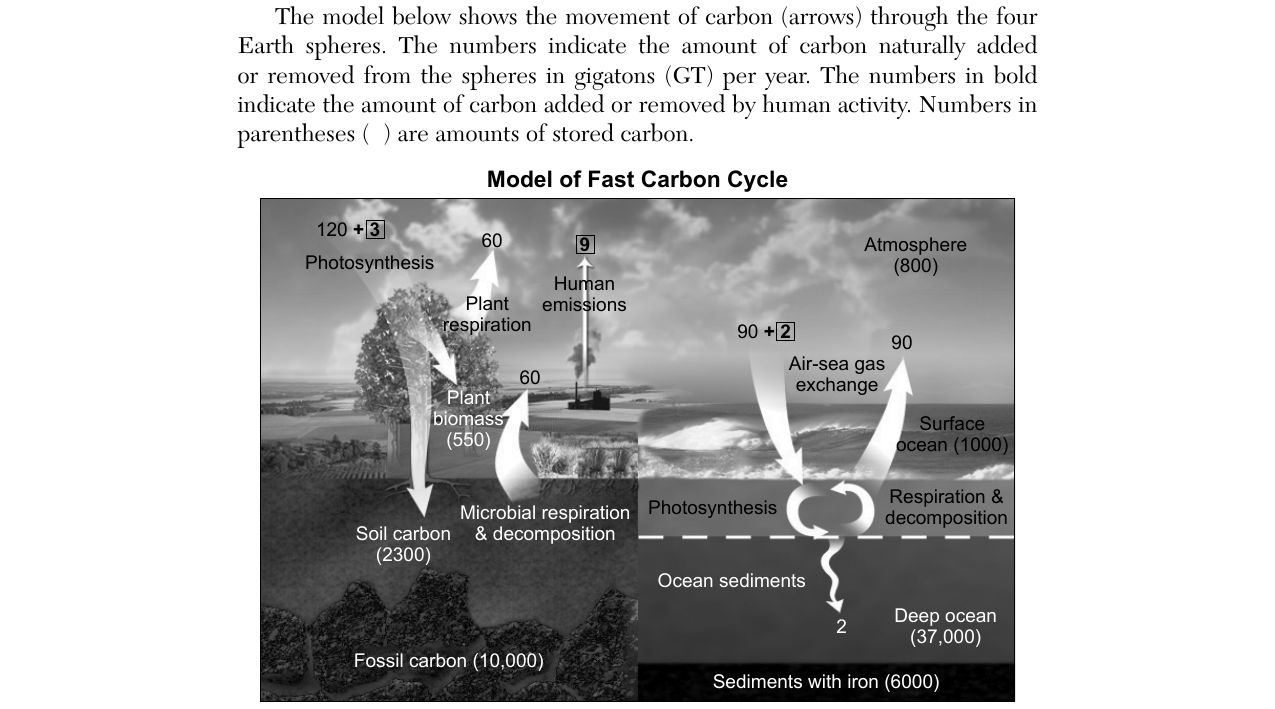 The model below shows the movement of carbon (arrows) through the four
Earth spheres. The numbers indicate the amount of carbon naturally added
or removed from the spheres in gigatons (GT) per year. The numbers in bold
indicate the amount of carbon added or removed by human activity. Numbers in
parentheses ( ) are amounts of stored carbon.
Model of Fast Carbon Cycle
120 +3
Photosynthesis
60
Plant
respiration
9
Human
emissions
Atmosphere
(800)
90 +2
Air-sea gas
exchange
90
60
Plant
biomass
(550)
Surface
ocean (1000)
Microbial respiration
& decomposition
Soil carbon
(2300)
Photosynthesis
Respiration &
decomposition
Ocean sediments
2
Deep ocean
(37,000)
Fossil carbon (10,000)
Sediments with iron (6000)